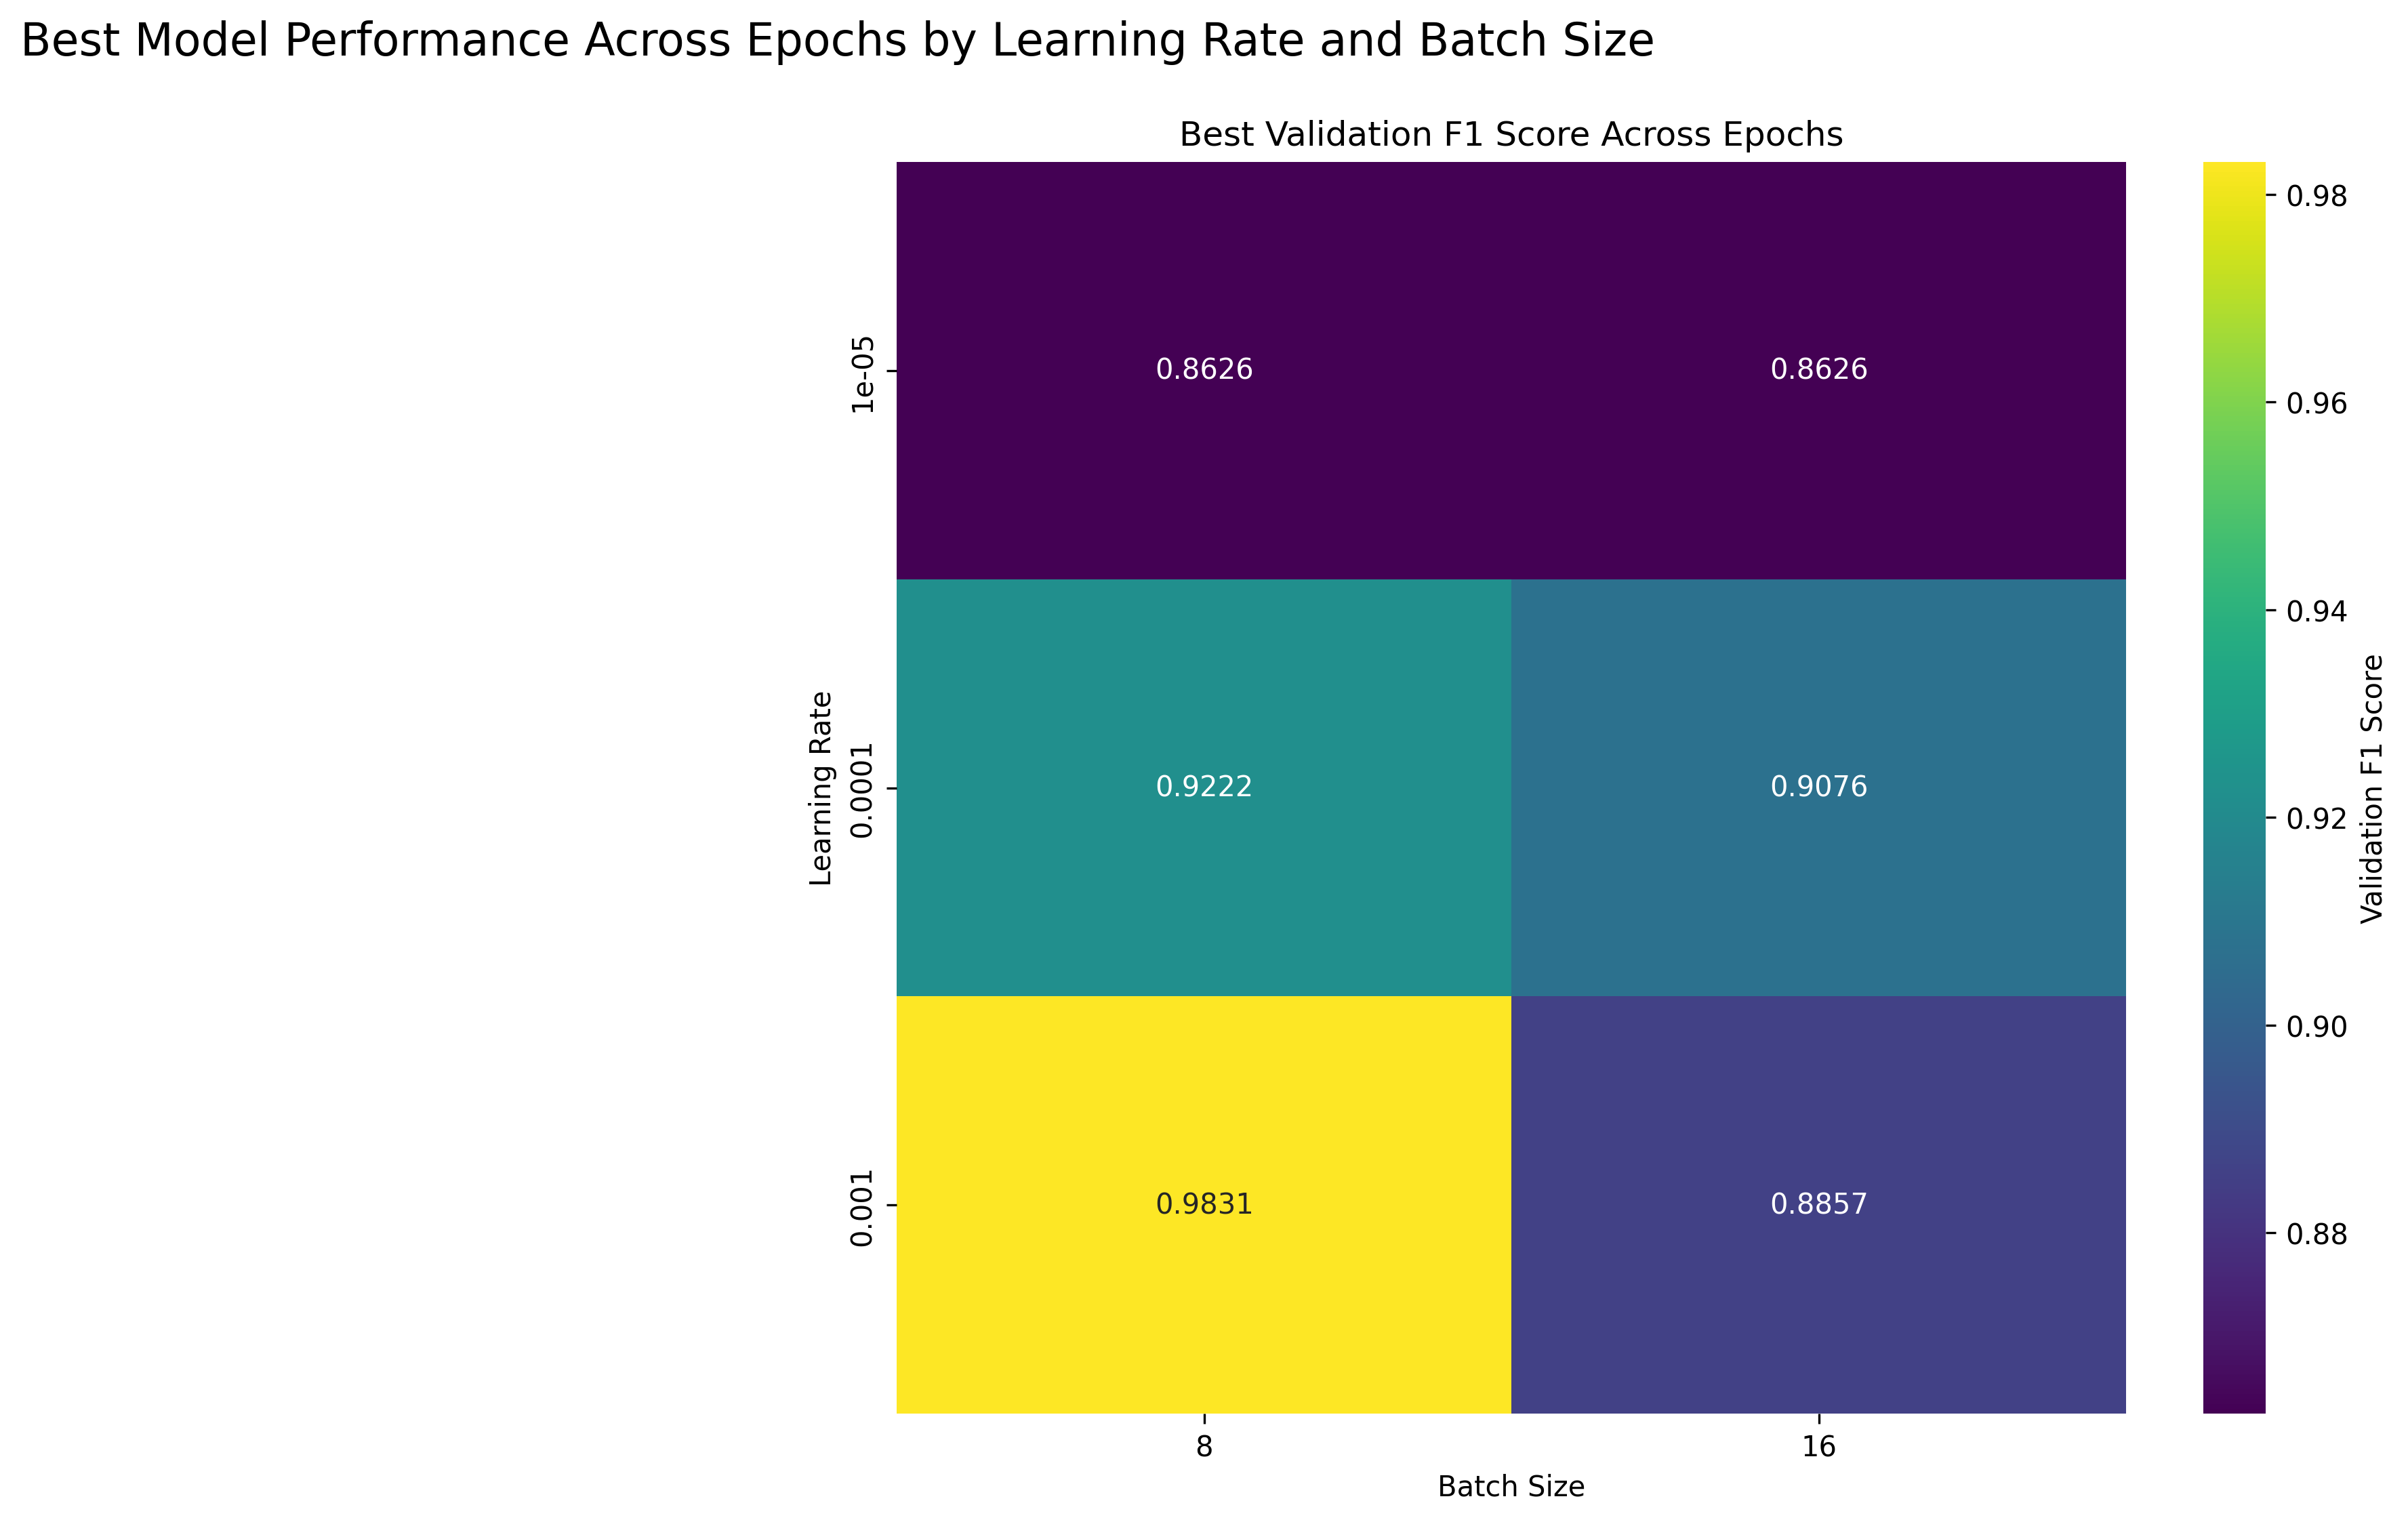 Best Model Performance Across Epochs by Learning Rate and Batch Size
Best Validation F1 Score Across Epochs
Learning Rate
1e-05
0.8626 0.8626
0.0001
0.9222 0.9076
0.001
0.9831 0.8857
8 16
Batch Size
0.98
0.96
0.94
0.92
0.90
0.88
Validation F1 Score